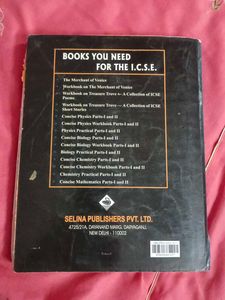 BOOKS YOU NEED
FOR THE I.C.S.E.
The Merchant of Venice
Workbook on The Merchant of Venice
Workbook on Treasure Trove — A Collection of ICSE
Poems
Workbook on Treasure Trove — A Collection of ICSE
Short Stories
Concise Physics Parts-I and II
Concise Physics Workbook Parts-I and II
Physics Practical Parts-I and II
Concise Biology Parts-I and II
Concise Biology Workbook Parts-I and II
Biology Practical Parts-I and II
Concise Chemistry Parts-I and II
Concise Chemistry Workbook Parts-I and II
Chemistry Practical Parts-I and II
Concise Mathematics Parts-I and II
SELINA PUBLISHERS PVT. LTD.
4725/21A, DAYANAND MARG, DARYAGANJ,
NEW DELHI - 110002